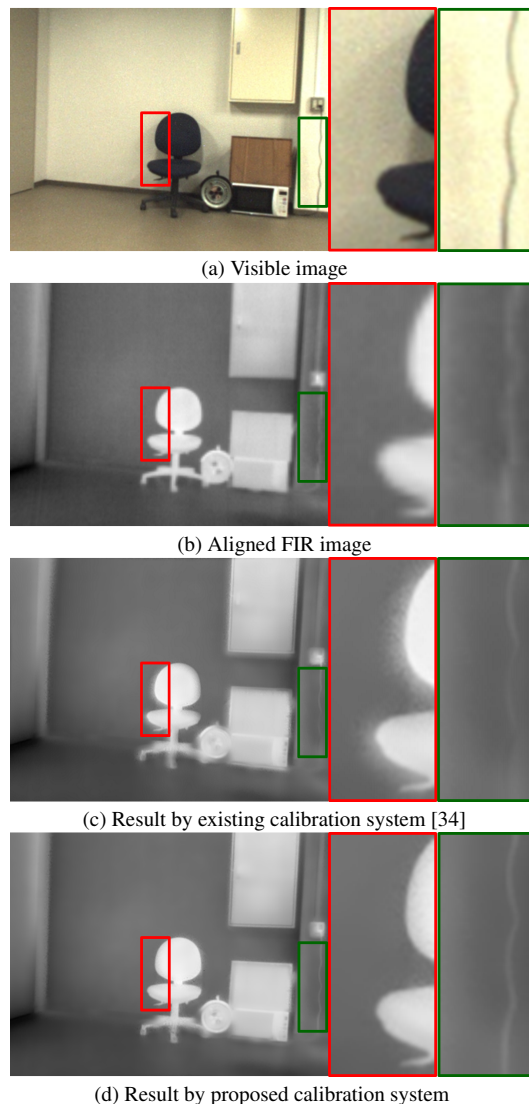 (a) Visible image
(b) Aligned FIR image
(c) Result by existing calibration system [34]
(d) Result by proposed calibration system